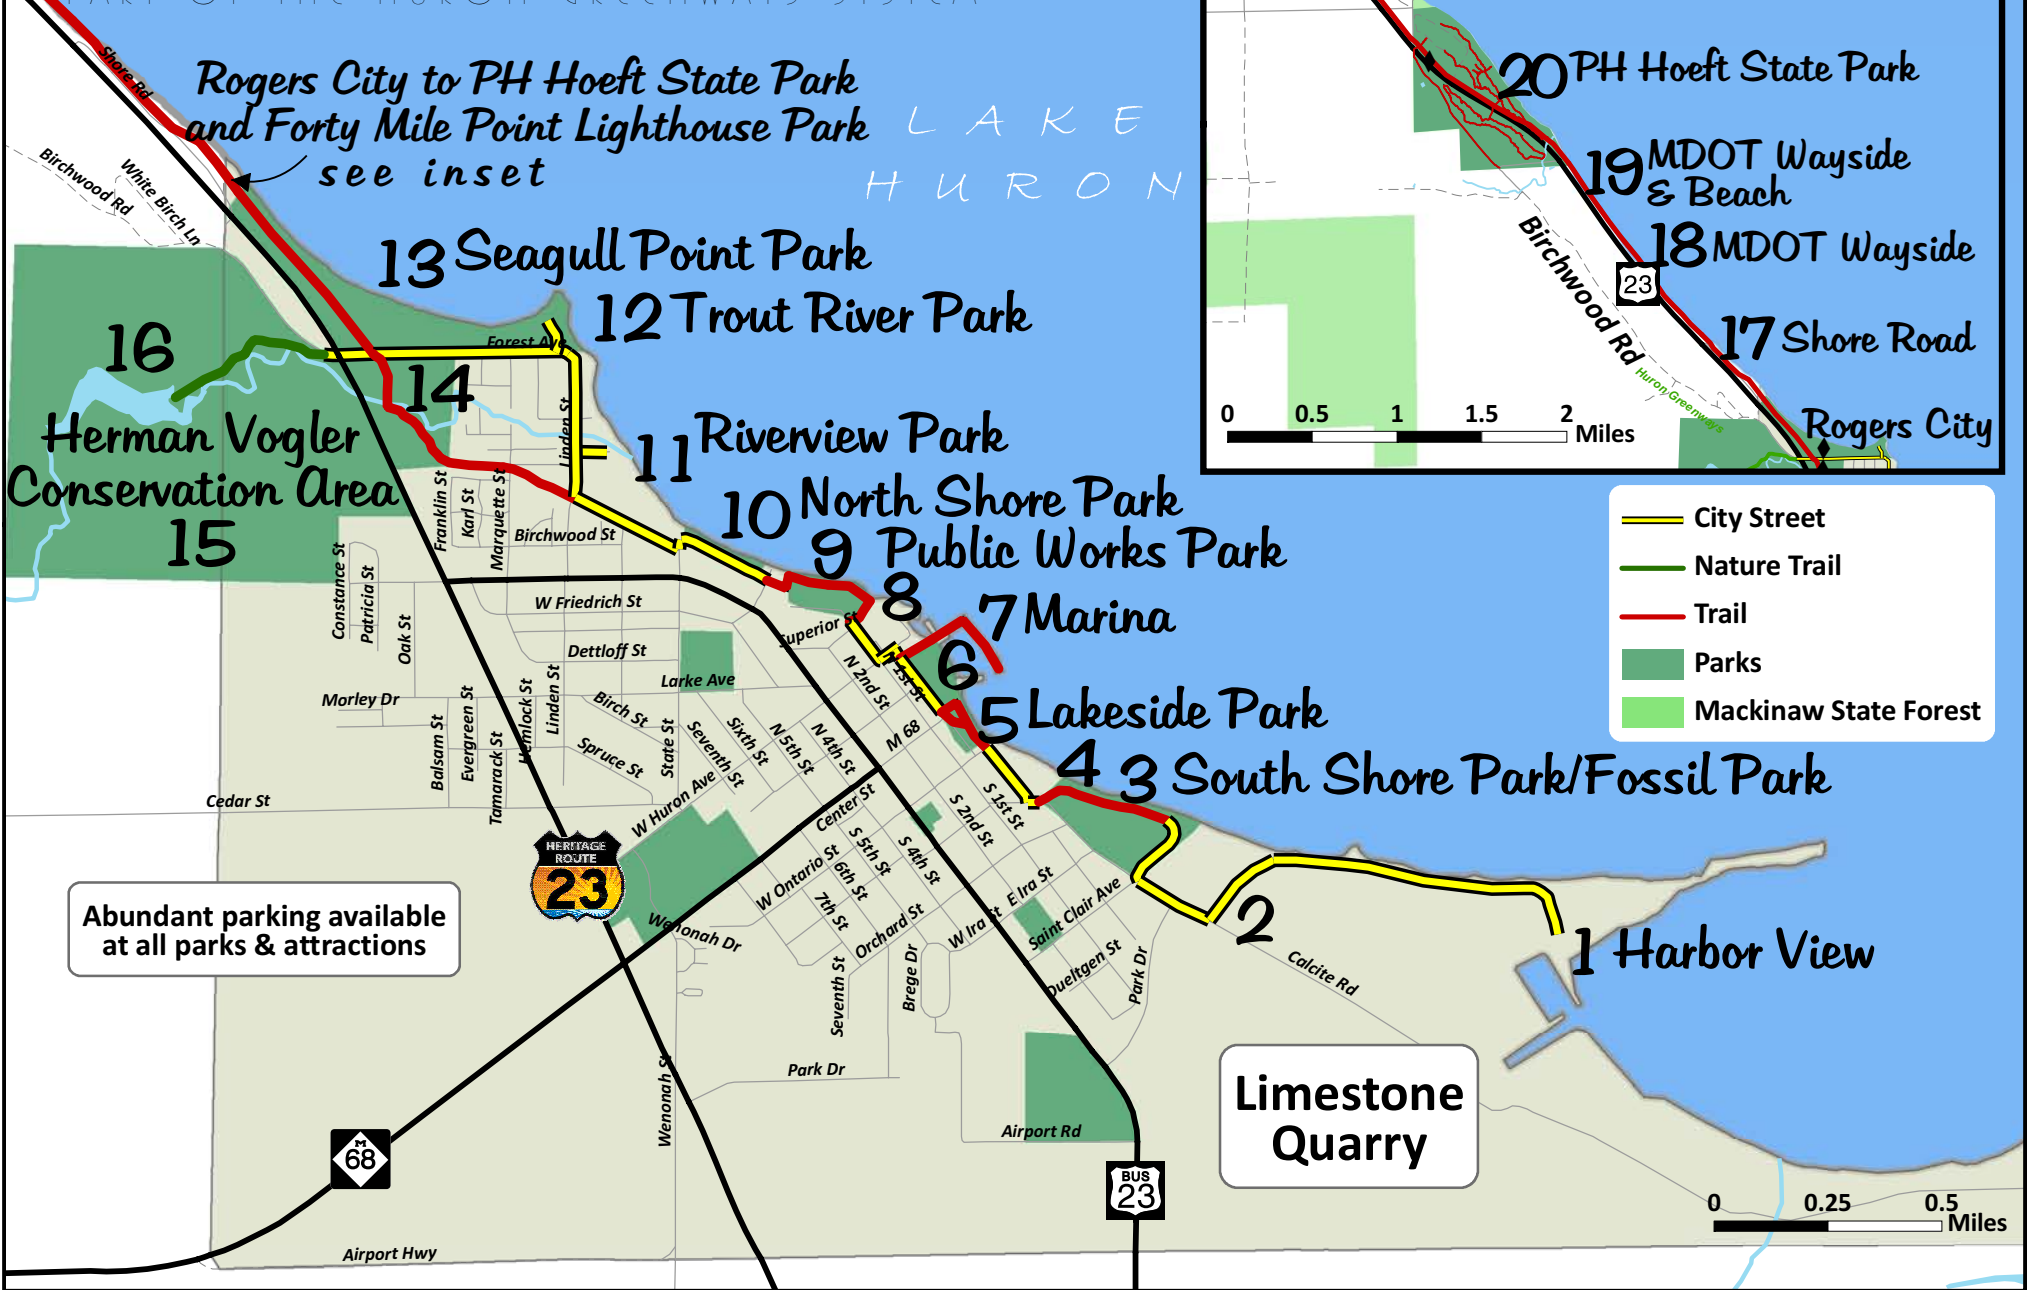 PART OF THE HURON GREENWAYS SYSTEM
Shore Rd
Rogers City to PH Hoeft State Park
and Forty Mile Point Lighthouse Park
see inset
LAKE
HURON
Birchwood Rd
White Birch Ln
13 Seagull Point Park
12 Trout River Park
Forest Ave
16
14
Herman Vogler
Conservation Area
15
Linden St
11 Riverview Park
10 North Shore Park
9 Public Works Park
8
7 Marina
6
5 Lakeside Park
4
3 South Shore Park/Fossil Park
2
1 Harbor View
Franklin St
Karl St
Marquette St
Birchwood St
Constance St
Patricia St
Oak St
W Friedrich St
Superior St
Dettloff St
N 2nd St
N 1st St
Larke Ave
Morley Dr
Balsam St
Evergreen St
Tamarack St
Hemlock St
Linden St
Birch St
Spruce St
State St
Seventh St
Sixth St
N 5th St
N 4th St
M 68
Cedar St
W Huron Ave
Center St
S 1st St
S 2nd St
S 4th St
S 5th St
6th St
7th St
W Ontario St
Orchard St
W Ira St
E Ira St
Saint Clair Ave
Dueltgen St
Park Dr
Calcite Rd
Wenonah Dr
Seventh St
Brege Dr
Park Dr
Wenonah St
Airport Rd
Airport Hwy
HERITAGE
ROUTE
23
Abundant parking available
at all parks & attractions
M
68
BUS
23
Limestone
Quarry
0 0.25 0.5
Miles
20 PH Hoeft State Park
19 MDOT Wayside
& Beach
18 MDOT Wayside
23
Birchwood Rd
17 Shore Road
Huron Greenways
Rogers City
0 0.5 1 1.5 2
Miles
City Street
Nature Trail
Trail
Parks
Mackinaw State Forest